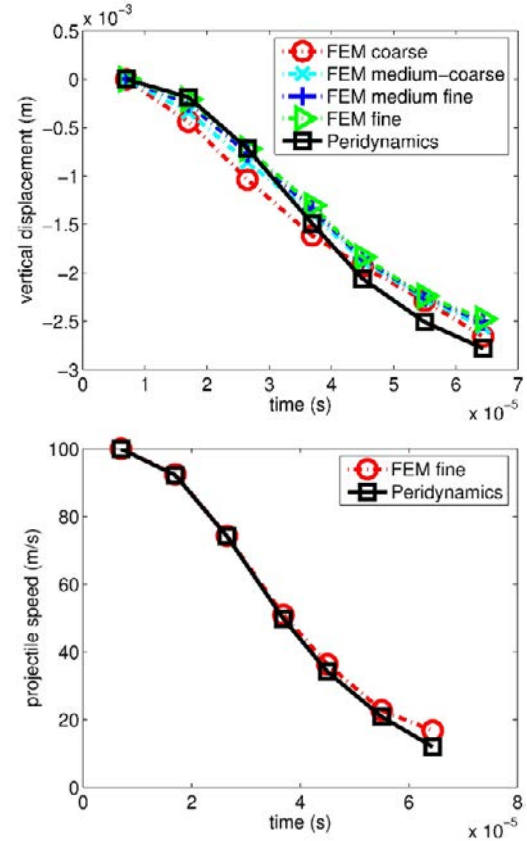 x 10⁻³
0.5
0
−0.5
−1
−1.5
−2
−2.5
−3
vertical displacement (m)
FEM coarse
FEM medium−coarse
FEM medium fine
FEM fine
Peridynamics
0 1 2 3 4 5 6 7
time (s)
x 10⁻⁵
100
80
60
40
20
0
projectile speed (m/s)
FEM fine
Peridynamics
0 2 4 6 8
time (s)
x 10⁻⁵